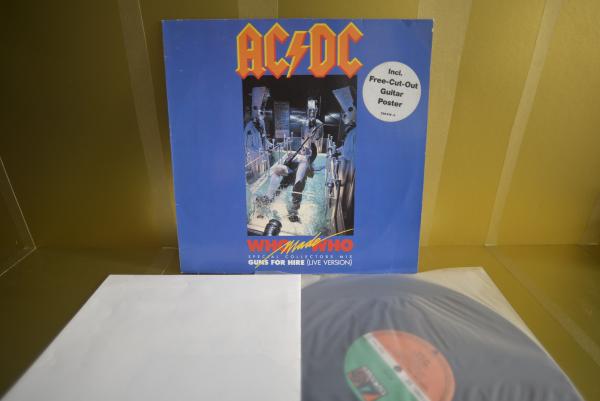 AC DC
Incl.
Free-Cut-Out
Guitar
Poster
WHO Made WHO
SPECIAL COLLECTORS MIX
GUNS FOR HIRE (LIVE VERSION)